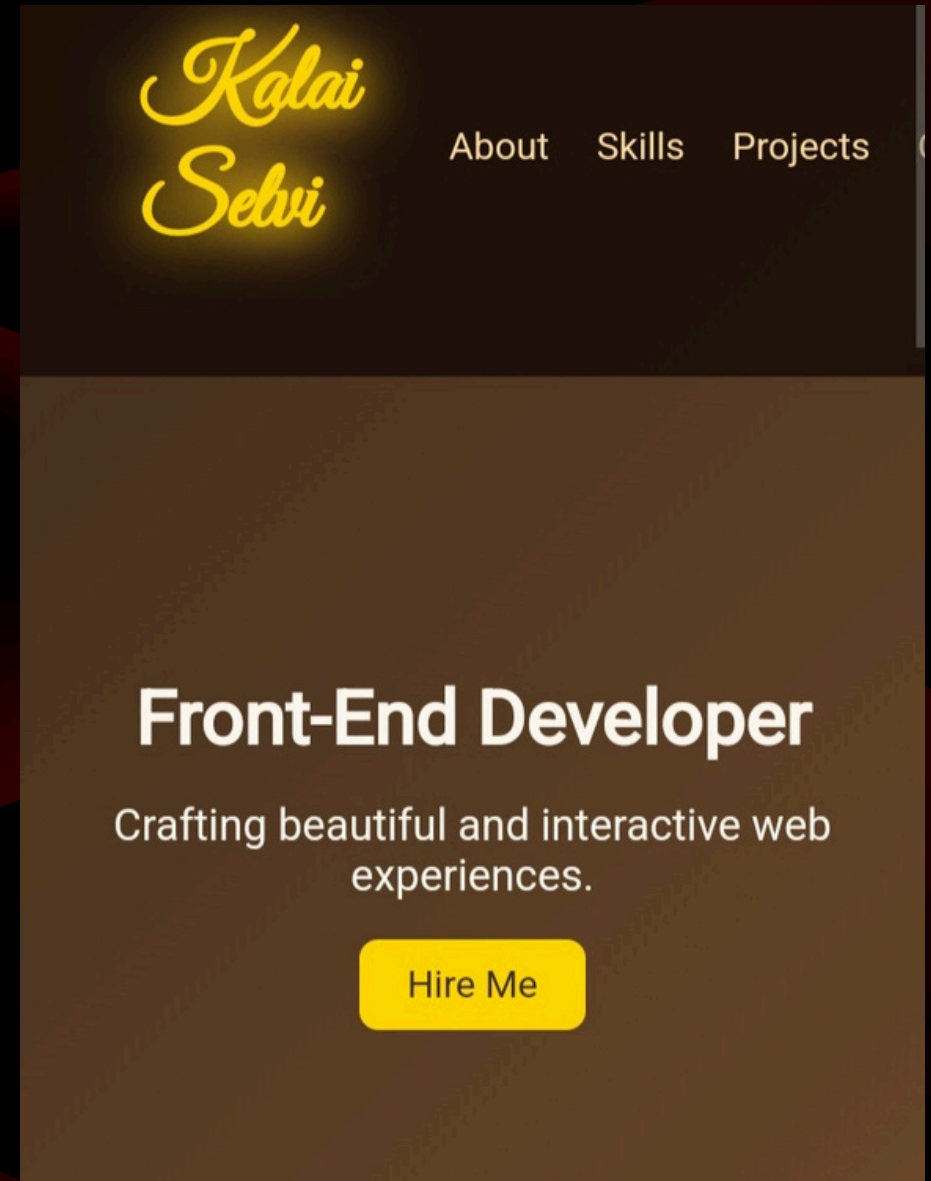 Kalai
Selvi
About Skills Projects
Front-End Developer
Crafting beautiful and interactive web
experiences.
Hire Me